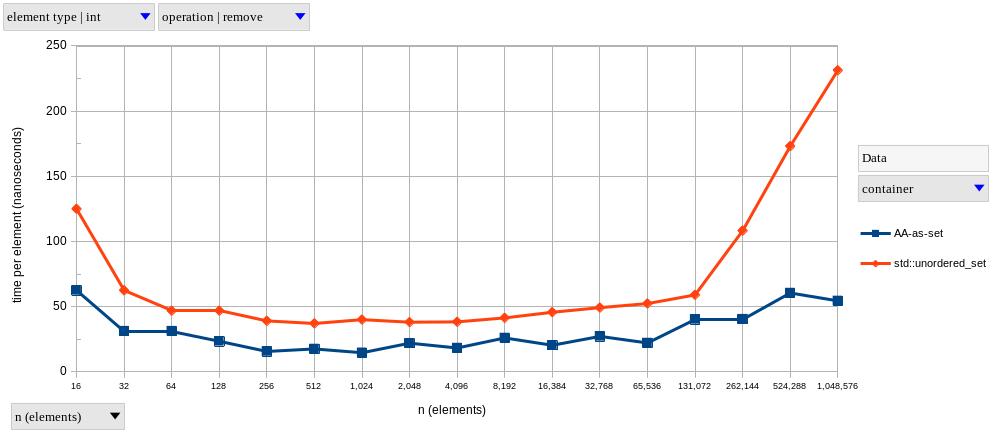 element type | int
operation | remove
250
200
150
100
50
0
time per element (nanoseconds)
16 32 64 128 256 512 1,024 2,048 4,096 8,192 16,384 32,768 65,536 131,072 262,144 524,288 1,048,576
n (elements)
n (elements)
Data
container
AA-as-set
std::unordered_set